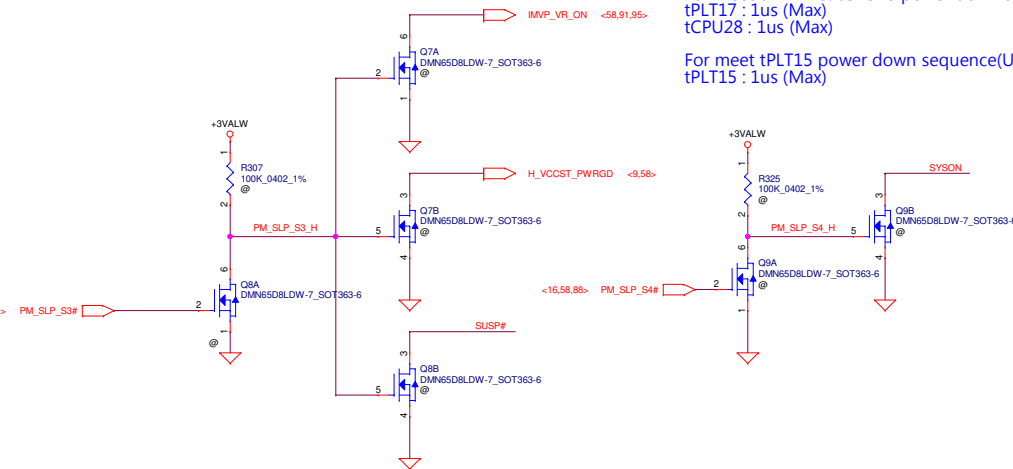 IMVP_VR_ON <58,91,95>
tPLT17 : 1us (Max)
tCPU28 : 1us (Max)
For meet tPLT15 power down sequence(U
tPLT15 : 1us (Max)
6
Q7A
DMN65D8LDW-7_SOT363-6
@
2
1
+3VALW
1
R307
100K_0402_1%
@
2
H_VCCST_PWRGD <9,58>
3
Q7B
DMN65D8LDW-7_SOT363-6
@
PM_SLP_S3_H
5
4
6
Q8A
DMN65D8LDW-7_SOT363-6
> PM_SLP_S3#
2
1
@
SUSP#
3
Q8B
DMN65D8LDW-7_SOT363-6
@
5
4
+3VALW
1
R325
100K_0402_1%
@
2
SYSON
3
Q9B
DMN65D8LDW-7_SOT363-6
@
PM_SLP_S4_H
5
4
6
Q9A
DMN65D8LDW-7_SOT363-6
@
<16,58,88> PM_SLP_S4#
2
1